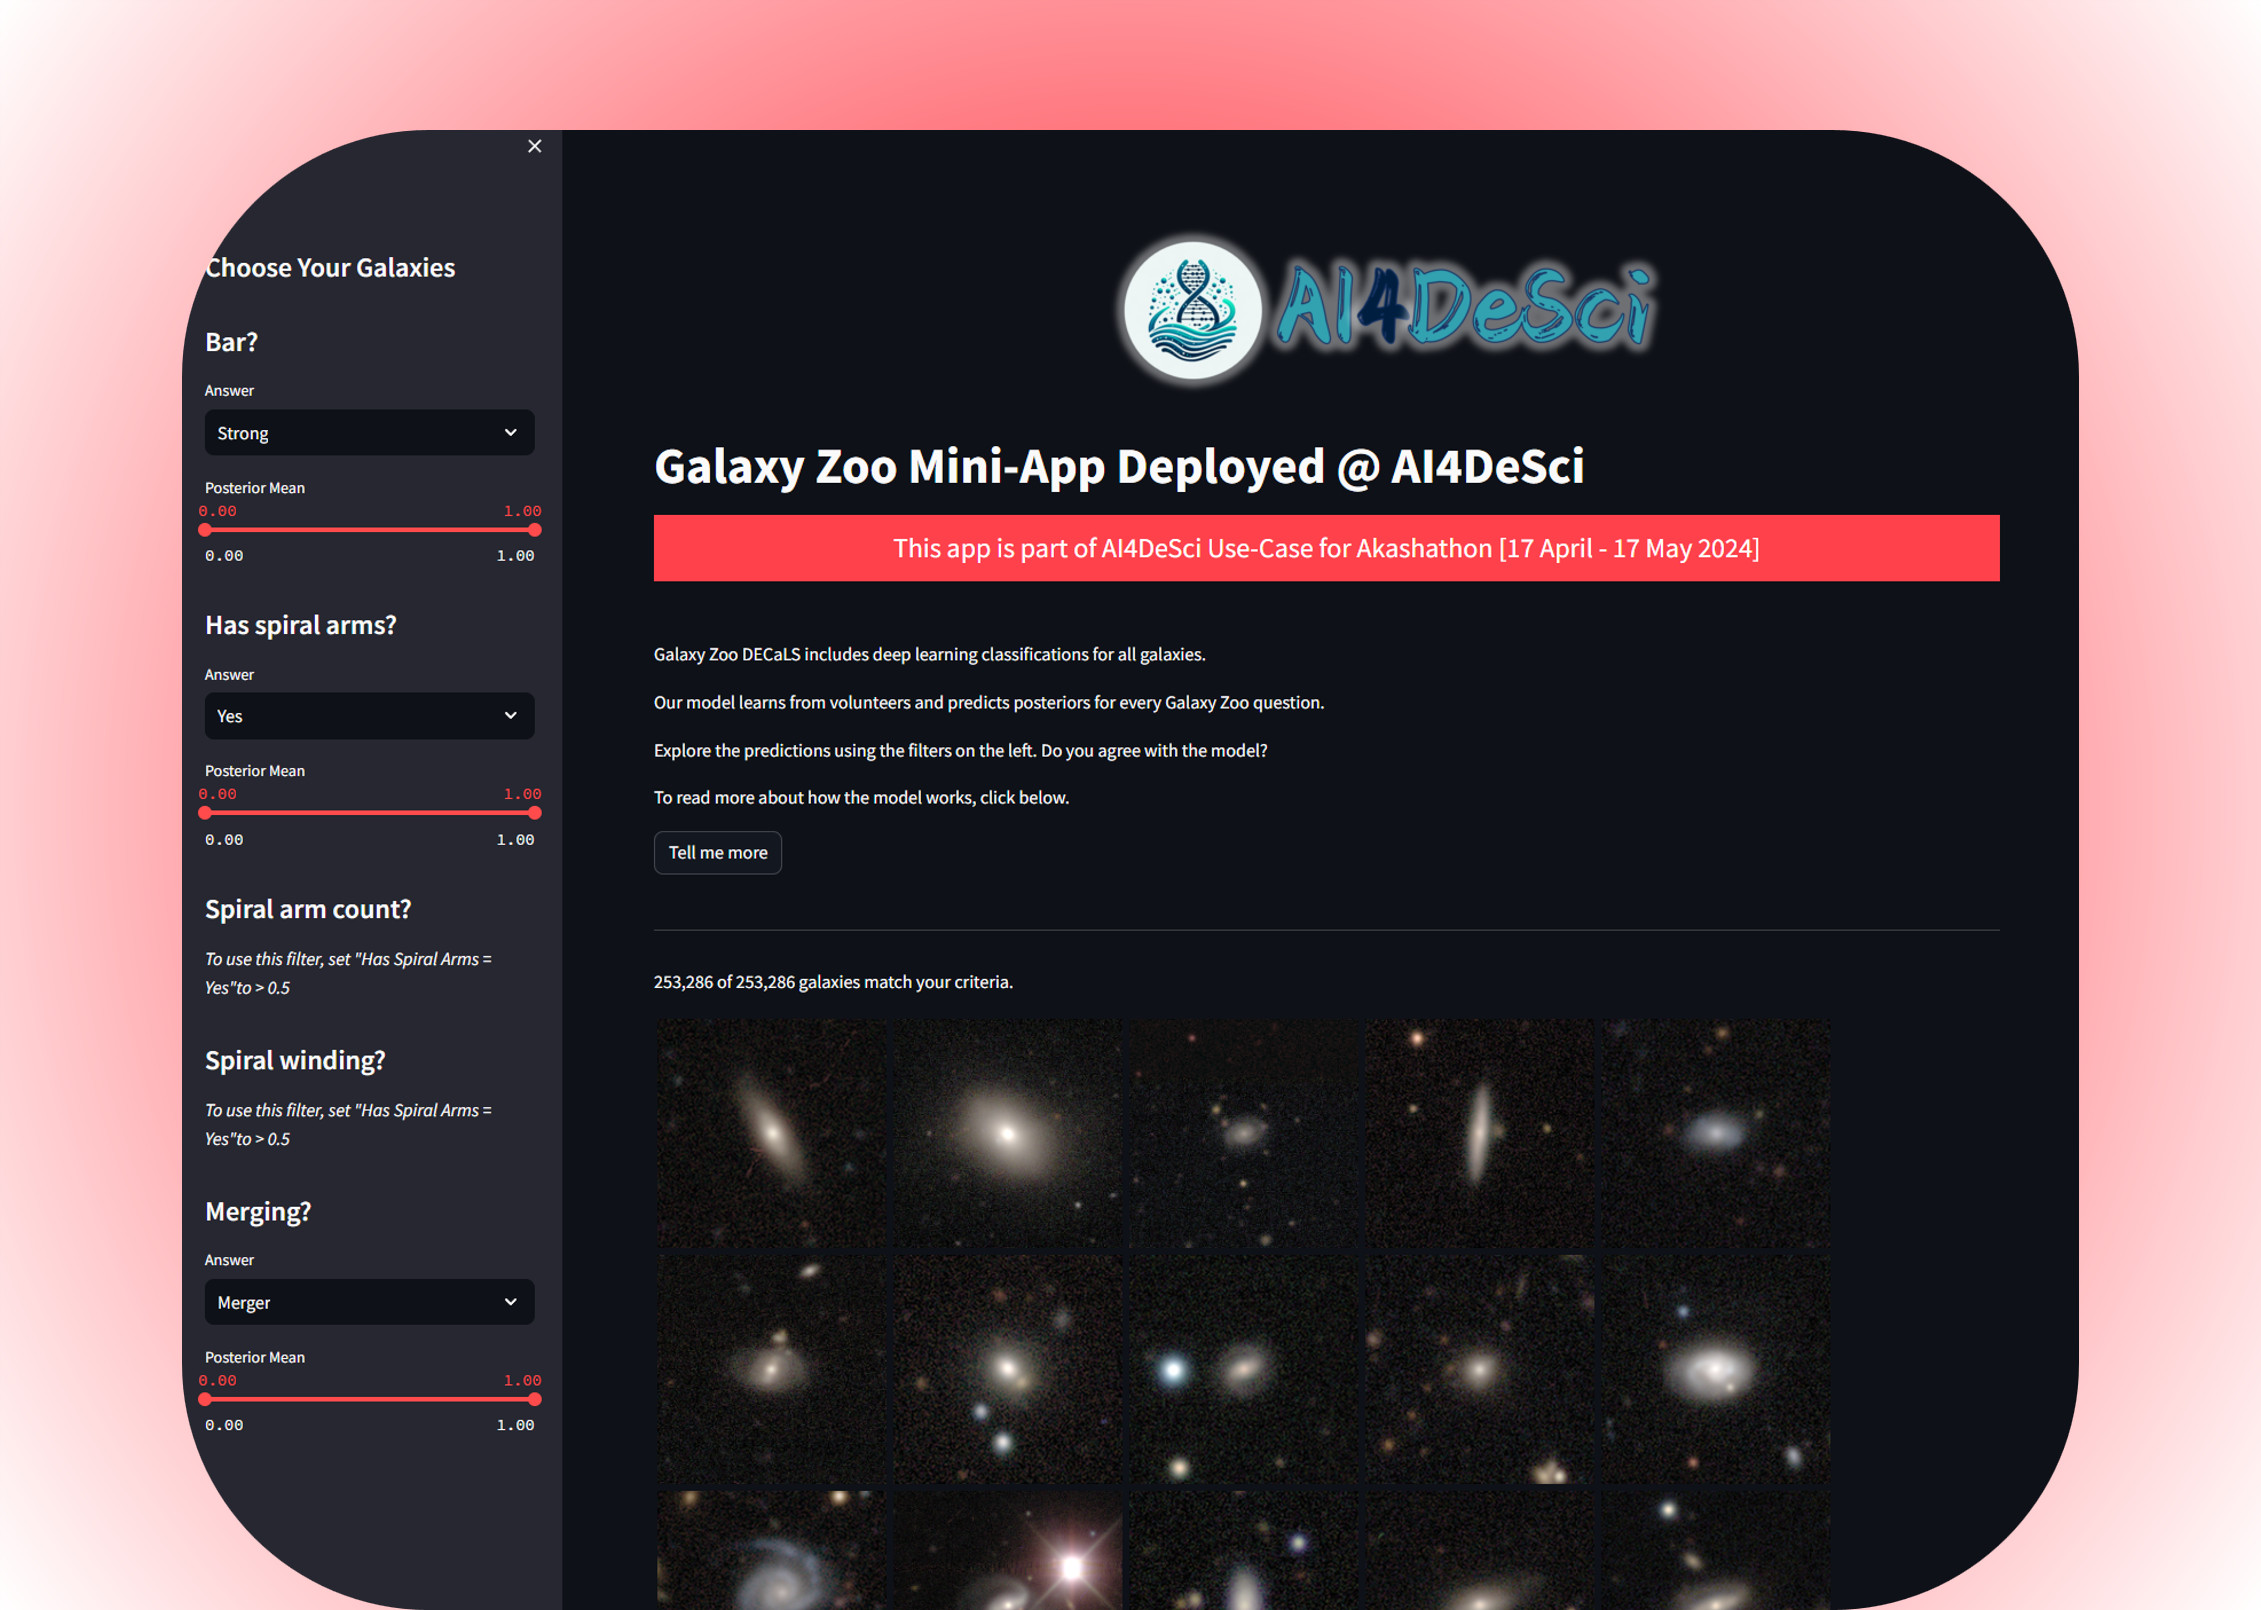 Choose Your Galaxies
Bar?
Answer
Strong
Posterior Mean
0.00 1.00
0.00 1.00
Has spiral arms?
Answer
Yes
Posterior Mean
0.00 1.00
0.00 1.00
Spiral arm count?
To use this filter, set "Has Spiral Arms =
Yes"to > 0.5
Spiral winding?
To use this filter, set "Has Spiral Arms =
Yes"to > 0.5
Merging?
Answer
Merger
Posterior Mean
0.00 1.00
0.00 1.00
AI4DeSci
Galaxy Zoo Mini-App Deployed @ AI4DeSci
This app is part of AI4DeSci Use-Case for Akashathon [17 April - 17 May 2024]
Galaxy Zoo DECaLS includes deep learning classifications for all galaxies.
Our model learns from volunteers and predicts posteriors for every Galaxy Zoo question.
Explore the predictions using the filters on the left. Do you agree with the model?
To read more about how the model works, click below.
Tell me more
253,286 of 253,286 galaxies match your criteria.